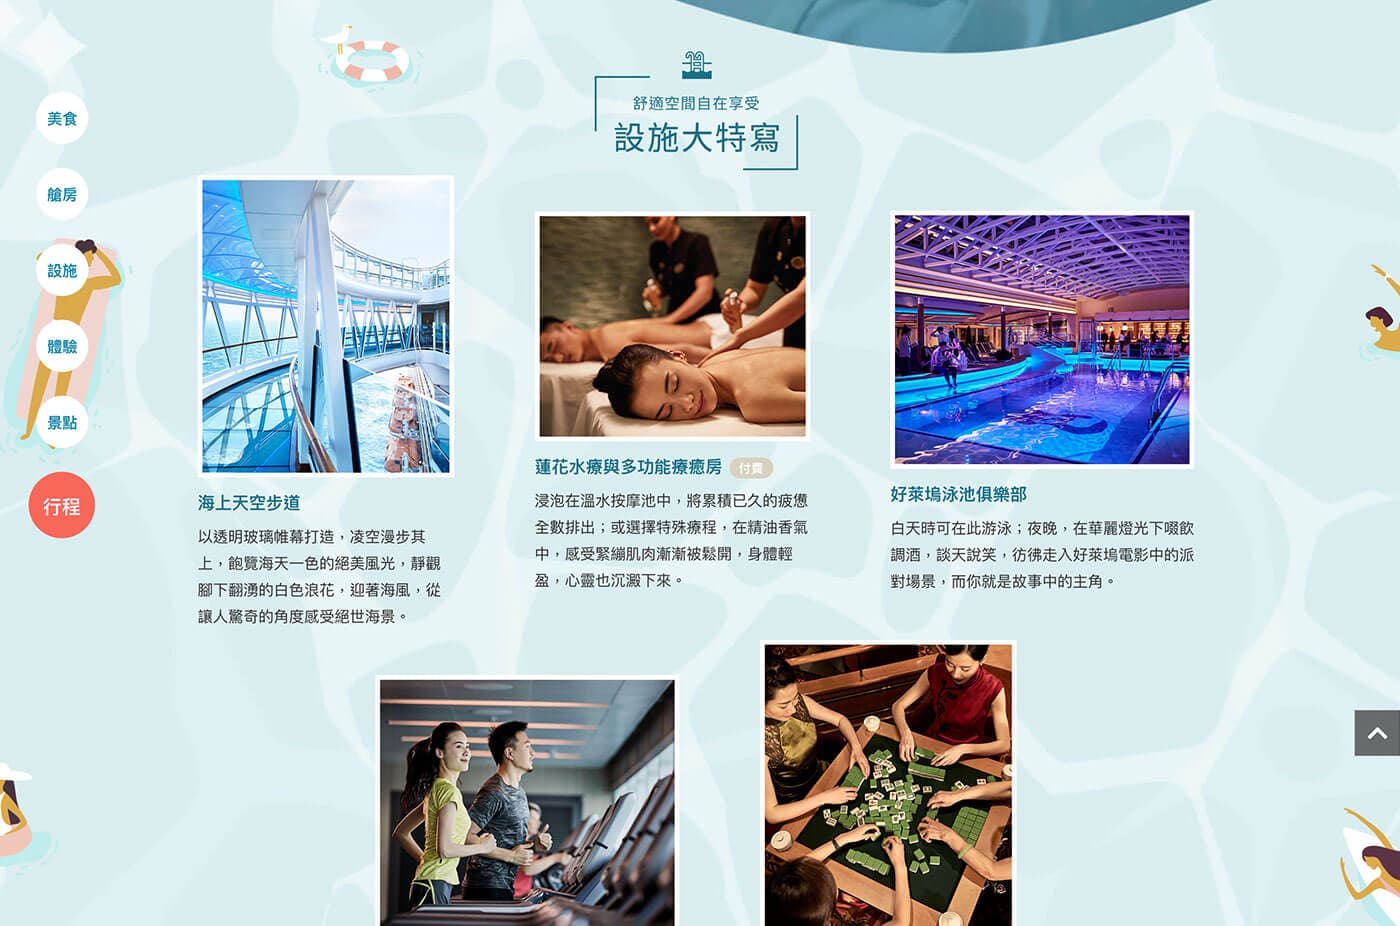 舒適空間自在享受
設施大特寫
美食
艙房
設施
體驗
景點
行程
海上天空步道
以透明玻璃帷幕打造，凌空漫步其
上，飽覽海天一色的絕美風光，靜觀
腳下翻湧的白色浪花，迎著海風，從
讓人驚奇的角度感受絕世海景。
蓮花水療與多功能療癒房 付費
浸泡在溫水按摩池中，將累積已久的疲憊
全數排出；或選擇特殊療程，在精油香氣
中，感受緊繃肌肉漸漸被鬆開，身體輕
盈，心靈也沉澱下來。
好萊塢泳池俱樂部
白天時可在此游泳；夜晚，在華麗燈光下啜飲
調酒，談天說笑，彷彿走入好萊塢電影中的派
對場景，而你就是故事中的主角。